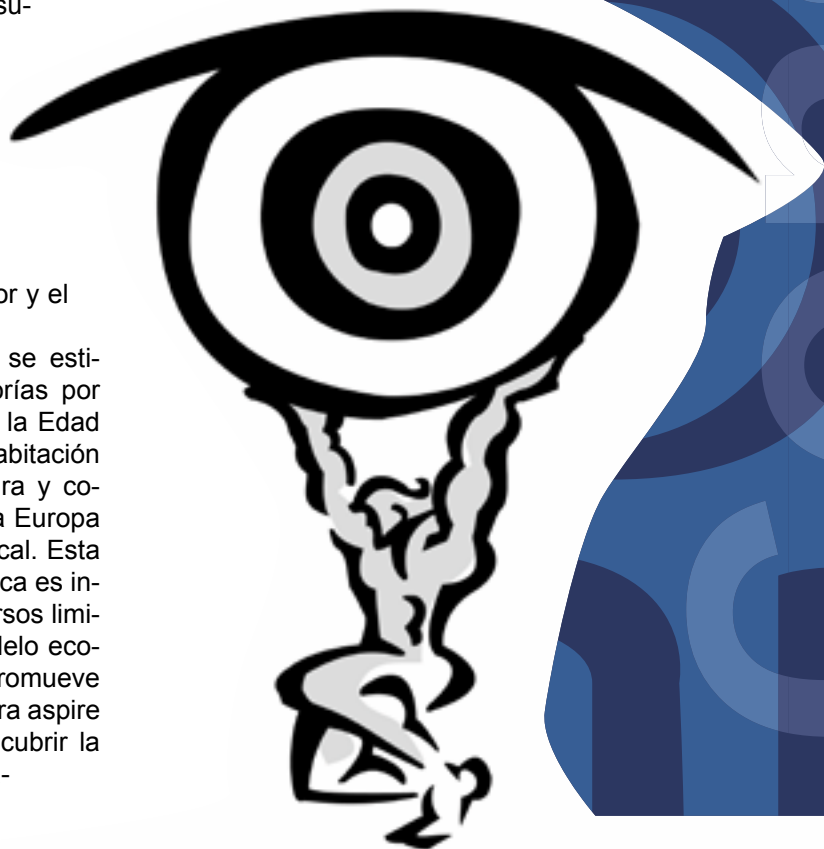 su-
or y el
se esti-
orías por
la Edad
abitación
ra y co-
a Europa
cal. Esta
ca es in-
rsos limi-
delo eco-
romueve
ra aspire
cubrir la
-